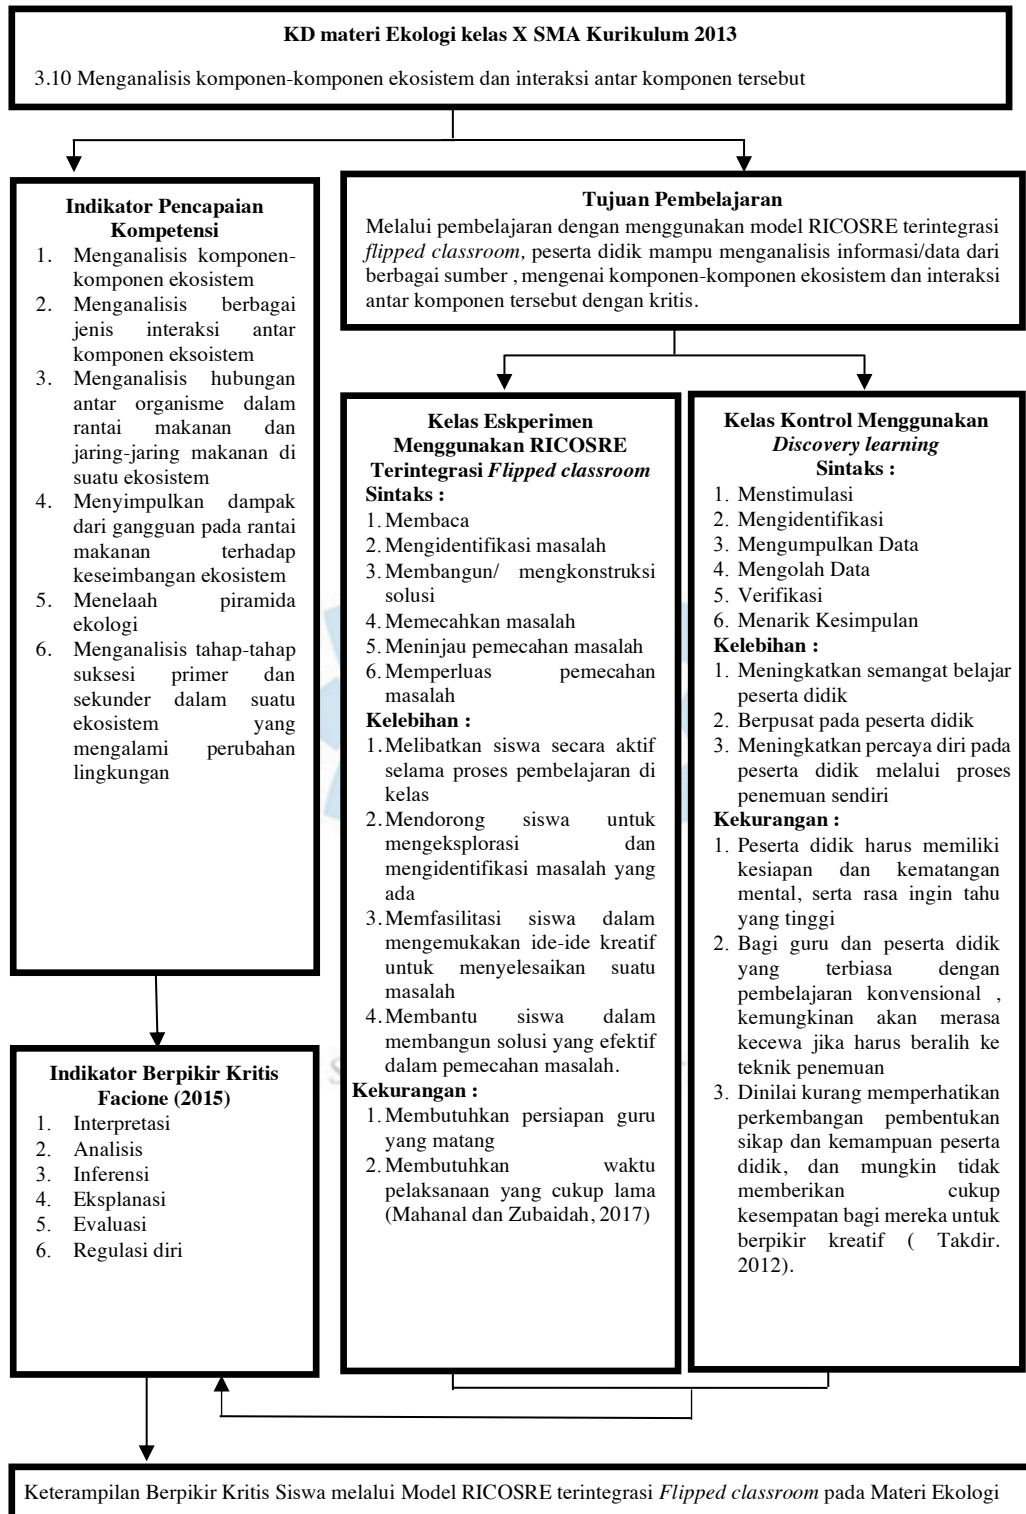 KD materi Ekologi kelas X SMA Kurikulum 2013
3.10 Menganalisis komponen-komponen ekosistem dan interaksi antar komponen tersebut
Indikator Pencapaian
Kompetensi
1. Menganalisis komponen-
komponen ekosistem
2. Menganalisis berbagai
jenis interaksi antar
komponen eksoistem
3. Menganalisis hubungan
antar organisme dalam
rantai makanan dan
jaring-jaring makanan di
suatu ekosistem
4. Menyimpulkan dampak
dari gangguan pada rantai
makanan terhadap
keseimbangan ekosistem
5. Menelaah piramida
ekologi
6. Menganalisis tahap-tahap
suksesi primer dan
sekunder dalam suatu
ekosistem yang
mengalami perubahan
lingkungan
Tujuan Pembelajaran
Melalui pembelajaran dengan menggunakan model RICOSRE terintegrasi
flipped classroom, peserta didik mampu menganalisis informasi/data dari
berbagai sumber , mengenai komponen-komponen ekosistem dan interaksi
antar komponen tersebut dengan kritis.
Kelas Eskperimen
Menggunakan RICOSRE
Terintegrasi Flipped classroom
Sintaks :
1. Membaca
2. Mengidentifikasi masalah
3. Membangun/ mengkonstruksi
solusi
4. Memecahkan masalah
5. Meninjau pemecahan masalah
6. Memperluas pemecahan
masalah
Kelebihan :
1. Melibatkan siswa secara aktif
selama proses pembelajaran di
kelas
2. Mendorong siswa untuk
mengeksplorasi dan
mengidentifikasi masalah yang
ada
3. Memfasilitasi siswa dalam
mengemukakan ide-ide kreatif
untuk menyelesaikan suatu
masalah
4. Membantu siswa dalam
membangun solusi yang efektif
dalam pemecahan masalah.
Kekurangan :
1. Membutuhkan persiapan guru
yang matang
2. Membutuhkan waktu
pelaksanaan yang cukup lama
(Mahanal dan Zubaidah, 2017)
Kelas Kontrol Menggunakan
Discovery learning
Sintaks :
1. Menstimulasi
2. Mengidentifikasi
3. Mengumpulkan Data
4. Mengolah Data
5. Verifikasi
6. Menarik Kesimpulan
Kelebihan :
1. Meningkatkan semangat belajar
peserta didik
2. Berpusat pada peserta didik
3. Meningkatkan percaya diri pada
peserta didik melalui proses
penemuan sendiri
Kekurangan :
1. Peserta didik harus memiliki
kesiapan dan kematangan
mental, serta rasa ingin tahu
yang tinggi
2. Bagi guru dan peserta didik
yang terbiasa dengan
pembelajaran konvensional ,
kemungkinan akan merasa
kecewa jika harus beralih ke
teknik penemuan
3. Dinilai kurang memperhatikan
perkembangan pembentukan
sikap dan kemampuan peserta
didik, dan mungkin tidak
memberikan cukup
kesempatan bagi mereka untuk
berpikir kreatif ( Takdir.
2012).
Indikator Berpikir Kritis
Facione (2015)
1. Interpretasi
2. Analisis
3. Inferensi
4. Eksplanasi
5. Evaluasi
6. Regulasi diri
Keterampilan Berpikir Kritis Siswa melalui Model RICOSRE terintegrasi Flipped classroom pada Materi Ekologi